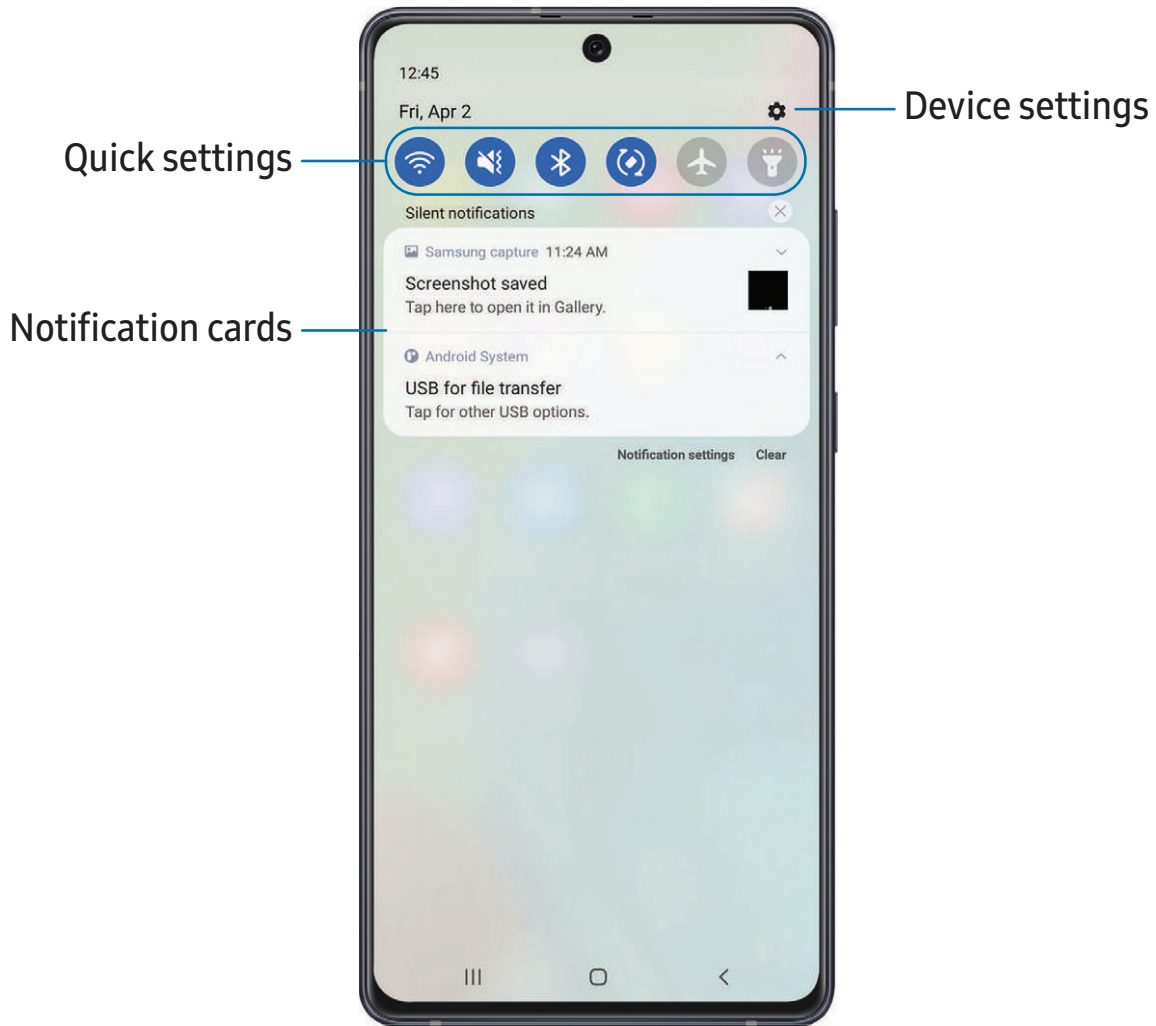 12:45
Fri, Apr 2
Device settings
Quick settings
Silent notifications
Samsung capture 11:24 AM
Screenshot saved
Tap here to open it in Gallery.
Notification cards
Android System
USB for file transfer
Tap for other USB options.
Notification settings Clear